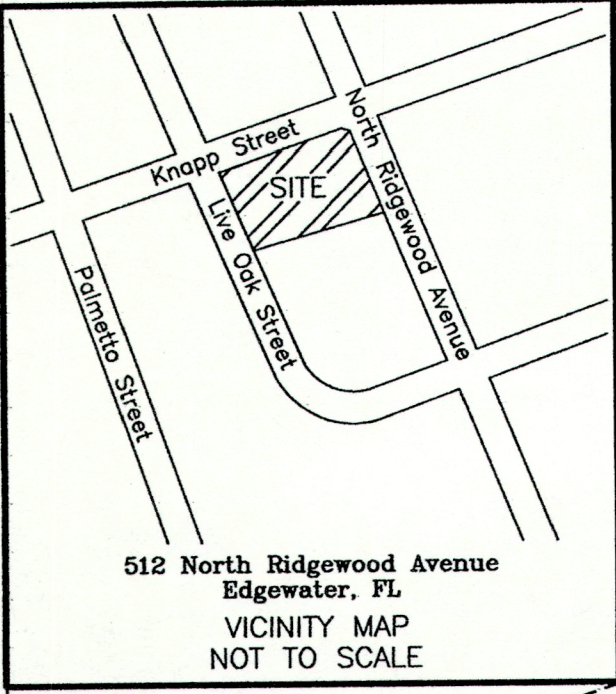 Knapp Street
North Ridgewood Avenue
SITE
Live Oak Street
Palmetto Street
512 North Ridgewood Avenue
Edgewater, FL
VICINITY MAP
NOT TO SCALE